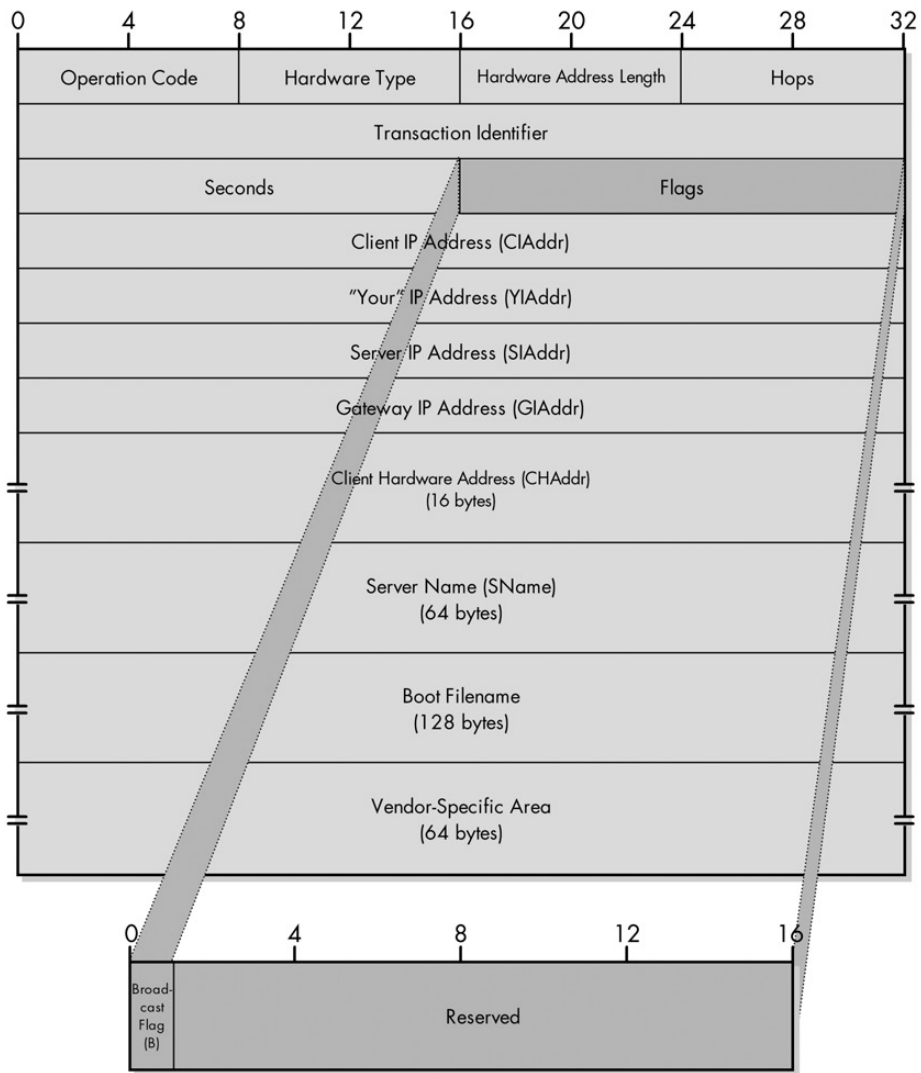 0 4 8 12 16 20 24 28 32
Operation Code Hardware Type Hardware Address Length Hops
Transaction Identifier
Seconds Flags
Client IP Address (CIAddr)
"Your" IP Address (YIAddr)
Server IP Address (SIAddr)
Gateway IP Address (GIAddr)
Client Hardware Address (CHAddr)
(16 bytes)
Server Name (SName)
(64 bytes)
Boot Filename
(128 bytes)
Vendor-Specific Area
(64 bytes)
0 4 8 12 16
Broad-
cast
Flag
(B)
Reserved